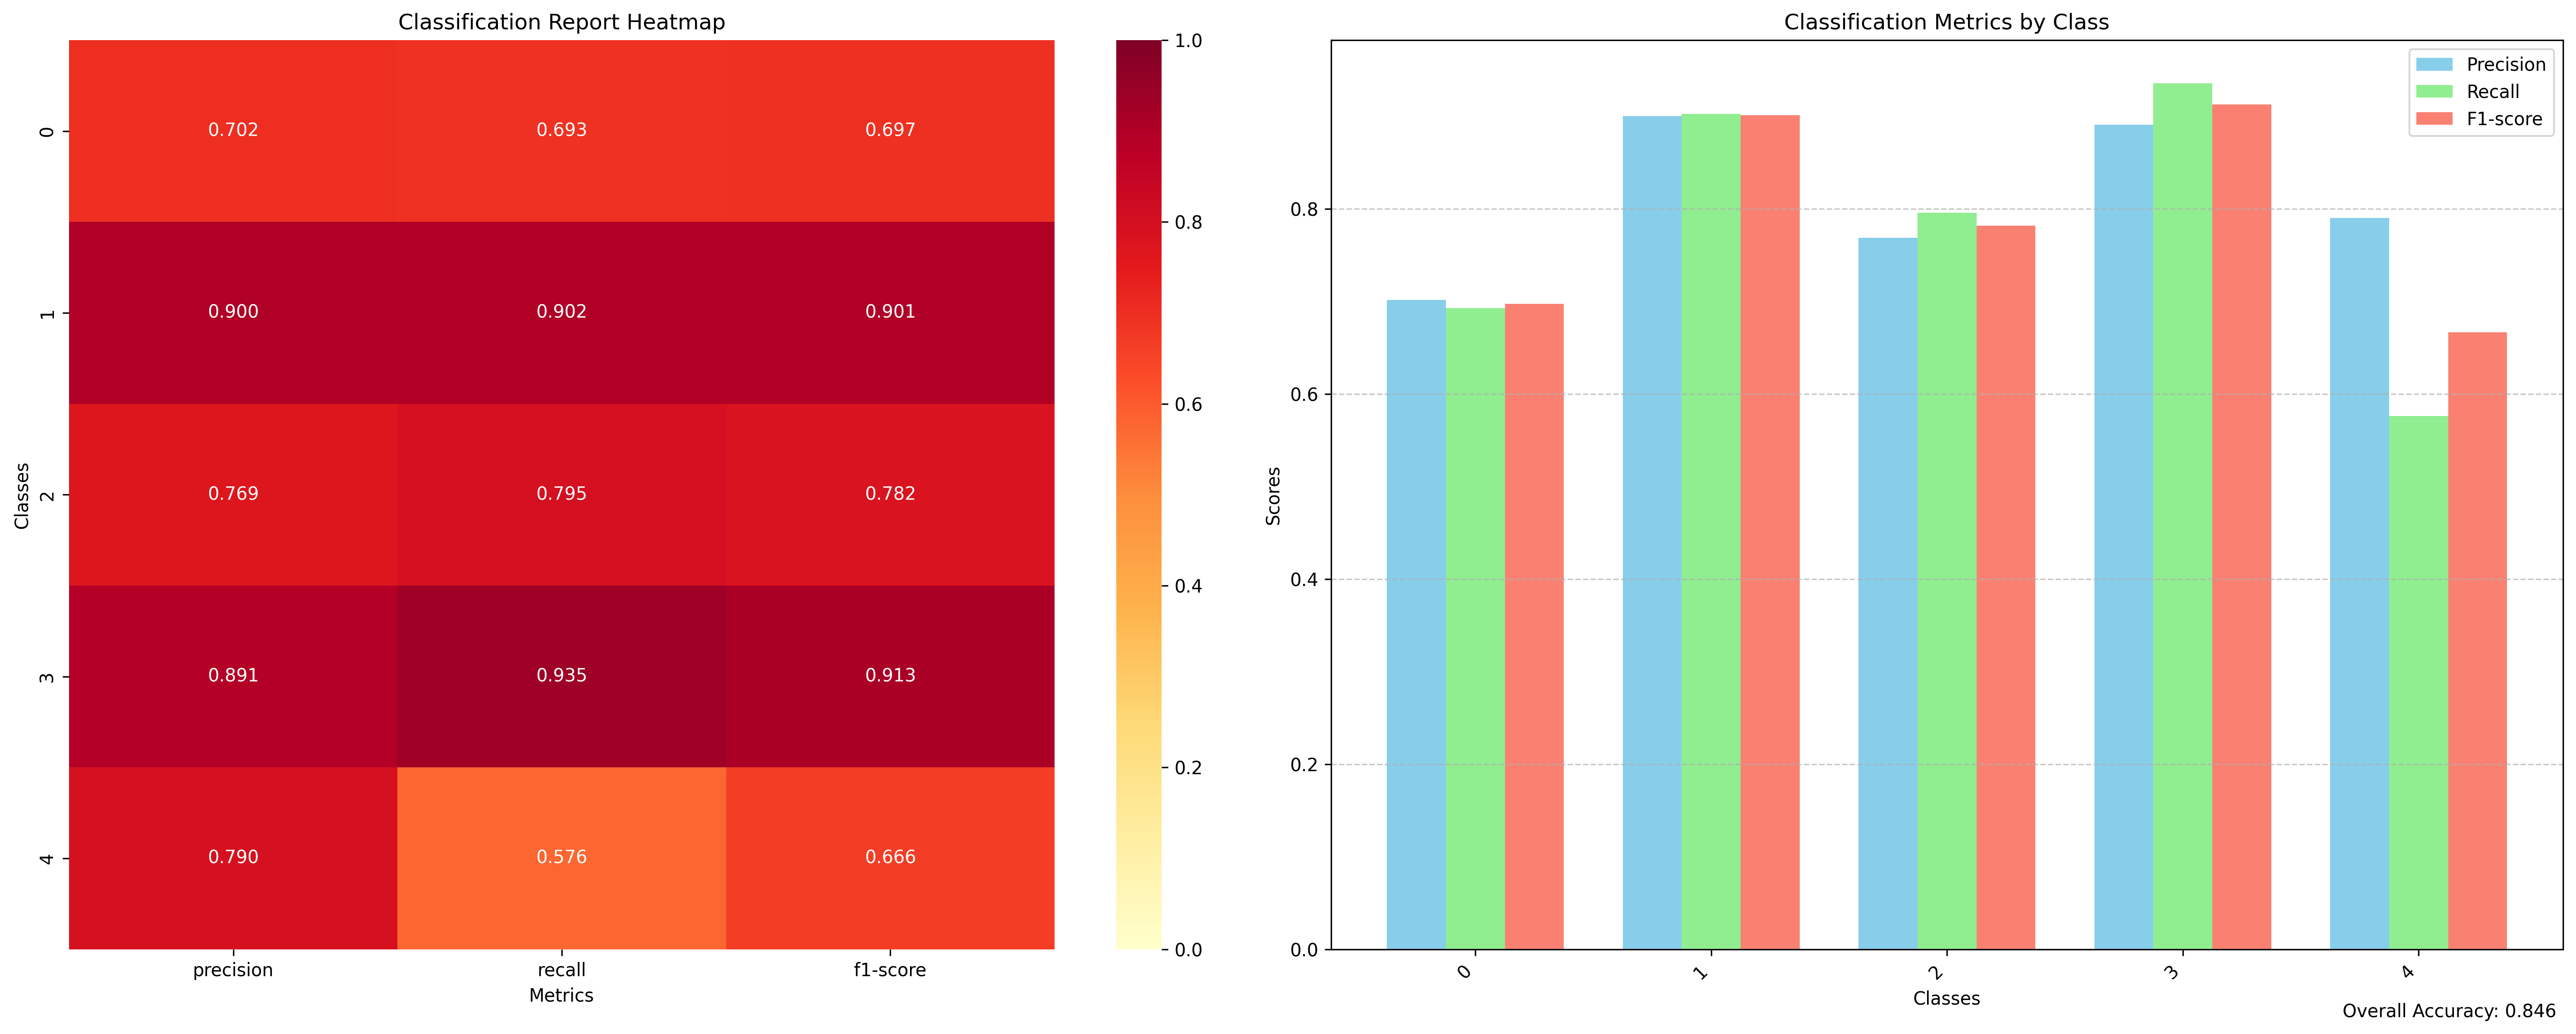 Classification Report Heatmap
Classes
0
0.702 0.693 0.697
1
0.900 0.902 0.901
2
0.769 0.795 0.782
3
0.891 0.935 0.913
4
0.790 0.576 0.666
precision recall f1-score
Metrics
1.0
0.8
0.6
0.4
0.2
0.0
Classification Metrics by Class
Precision
Recall
F1-score
Scores
0.8
0.6
0.4
0.2
0.0
0 1 2 3 4
Classes
Overall Accuracy: 0.846